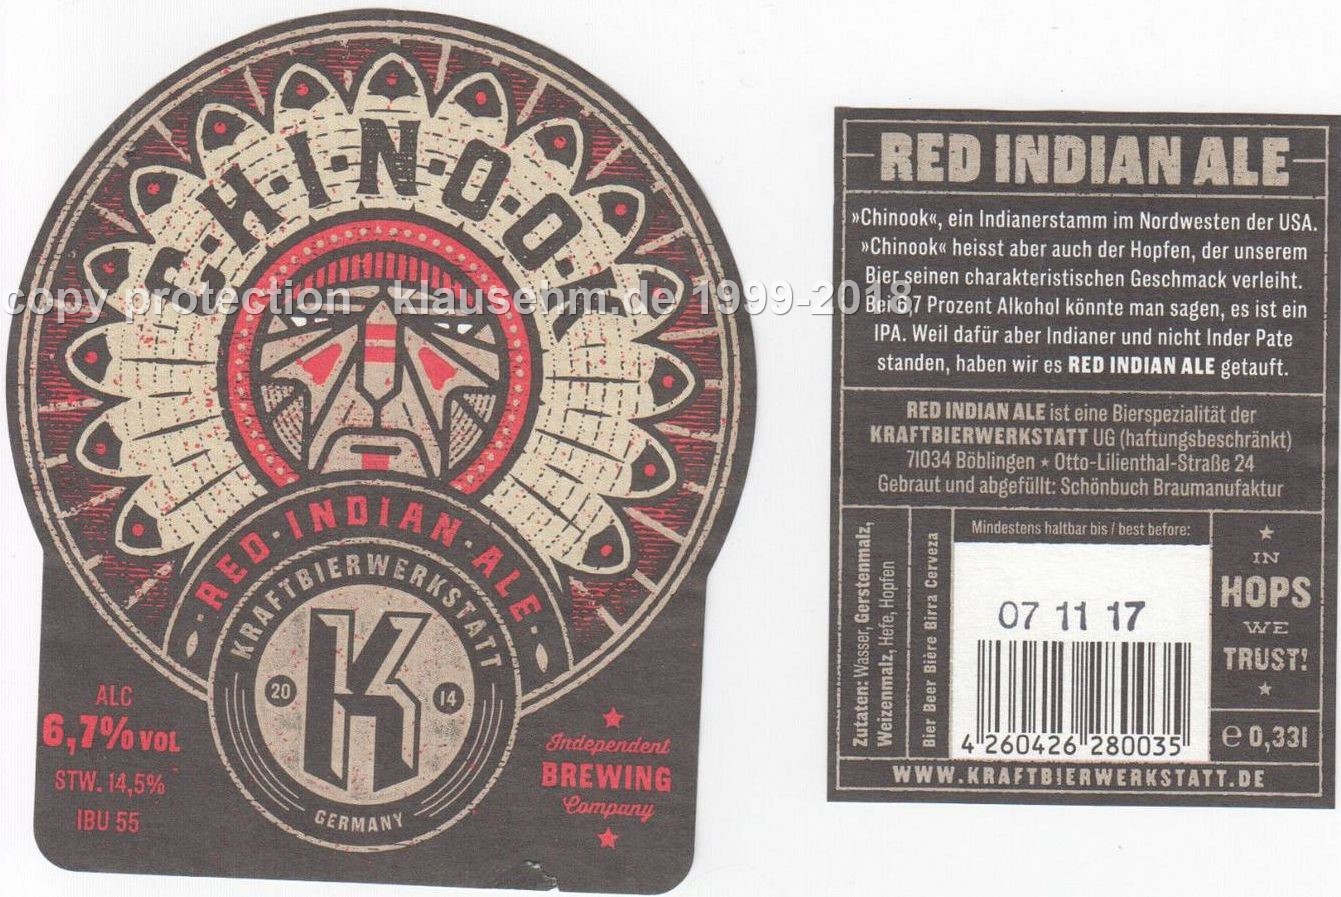 C·H·I·N·O·O·K
RED·INDIAN·ALE
KRAFTBIERWERKSTATT
20 K 14
GERMANY
ALC
6,7% VOL
STW. 14,5%
IBU 55
Independent
BREWING
Company
copy protection - klausehm.de 1999-2018
RED INDIAN ALE
»Chinook«, ein Indianerstamm im Nordwesten der USA.
»Chinook« heisst aber auch der Hopfen, der unserem
Bier seinen charakteristischen Geschmack verleiht.
Bei 6,7 Prozent Alkohol könnte man sagen, es ist ein
IPA. Weil dafür aber Indianer und nicht Inder Pate
standen, haben wir es RED INDIAN ALE getauft.
RED INDIAN ALE ist eine Bierspezialität der
KRAFTBIERWERKSTATT UG (haftungsbeschränkt)
71034 Böblingen ★ Otto-Lilienthal-Straße 24
Gebraut und abgefüllt: Schönbuch Braumanufaktur
Zutaten: Wasser, Gerstenmalz,
Weizenmalz, Hefe, Hopfen
Bier Beer Bière Birra Cerveza
Mindestens haltbar bis / best before:
07 11 17
4 260426 280035
IN
HOPS
WE
TRUST!
e 0,33l
WWW.KRAFTBIERWERKSTATT.DE